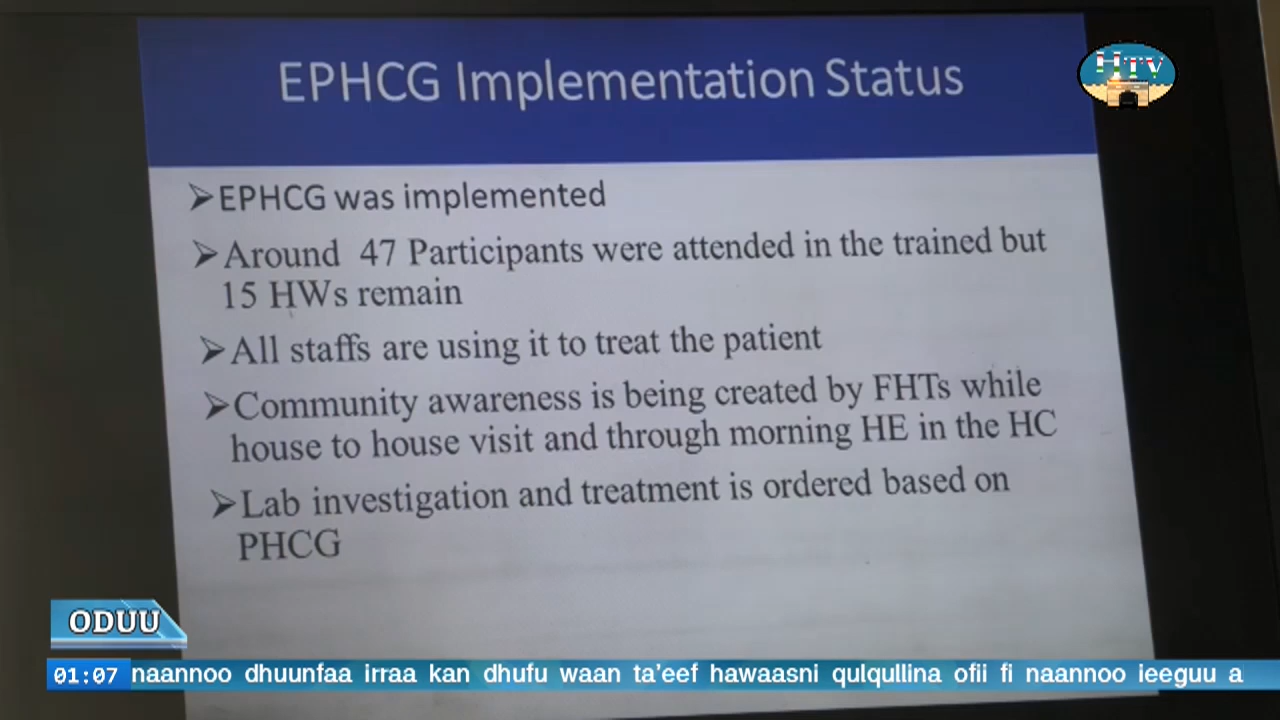 EPHCG Implementation Status
HTV
➢EPHCG was implemented
➢Around 47 Participants were attended in the trained but
15 HWs remain
➢All staffs are using it to treat the patient
➢Community awareness is being created by FHTs while
house to house visit and through morning HE in the HC
➢Lab investigation and treatment is ordered based on
PHCG
ODUU
01:07 naannoo dhuunfaa irraa kan dhufu waan ta'eef hawaasni qulqullina ofii fi naannoo ieeguu a